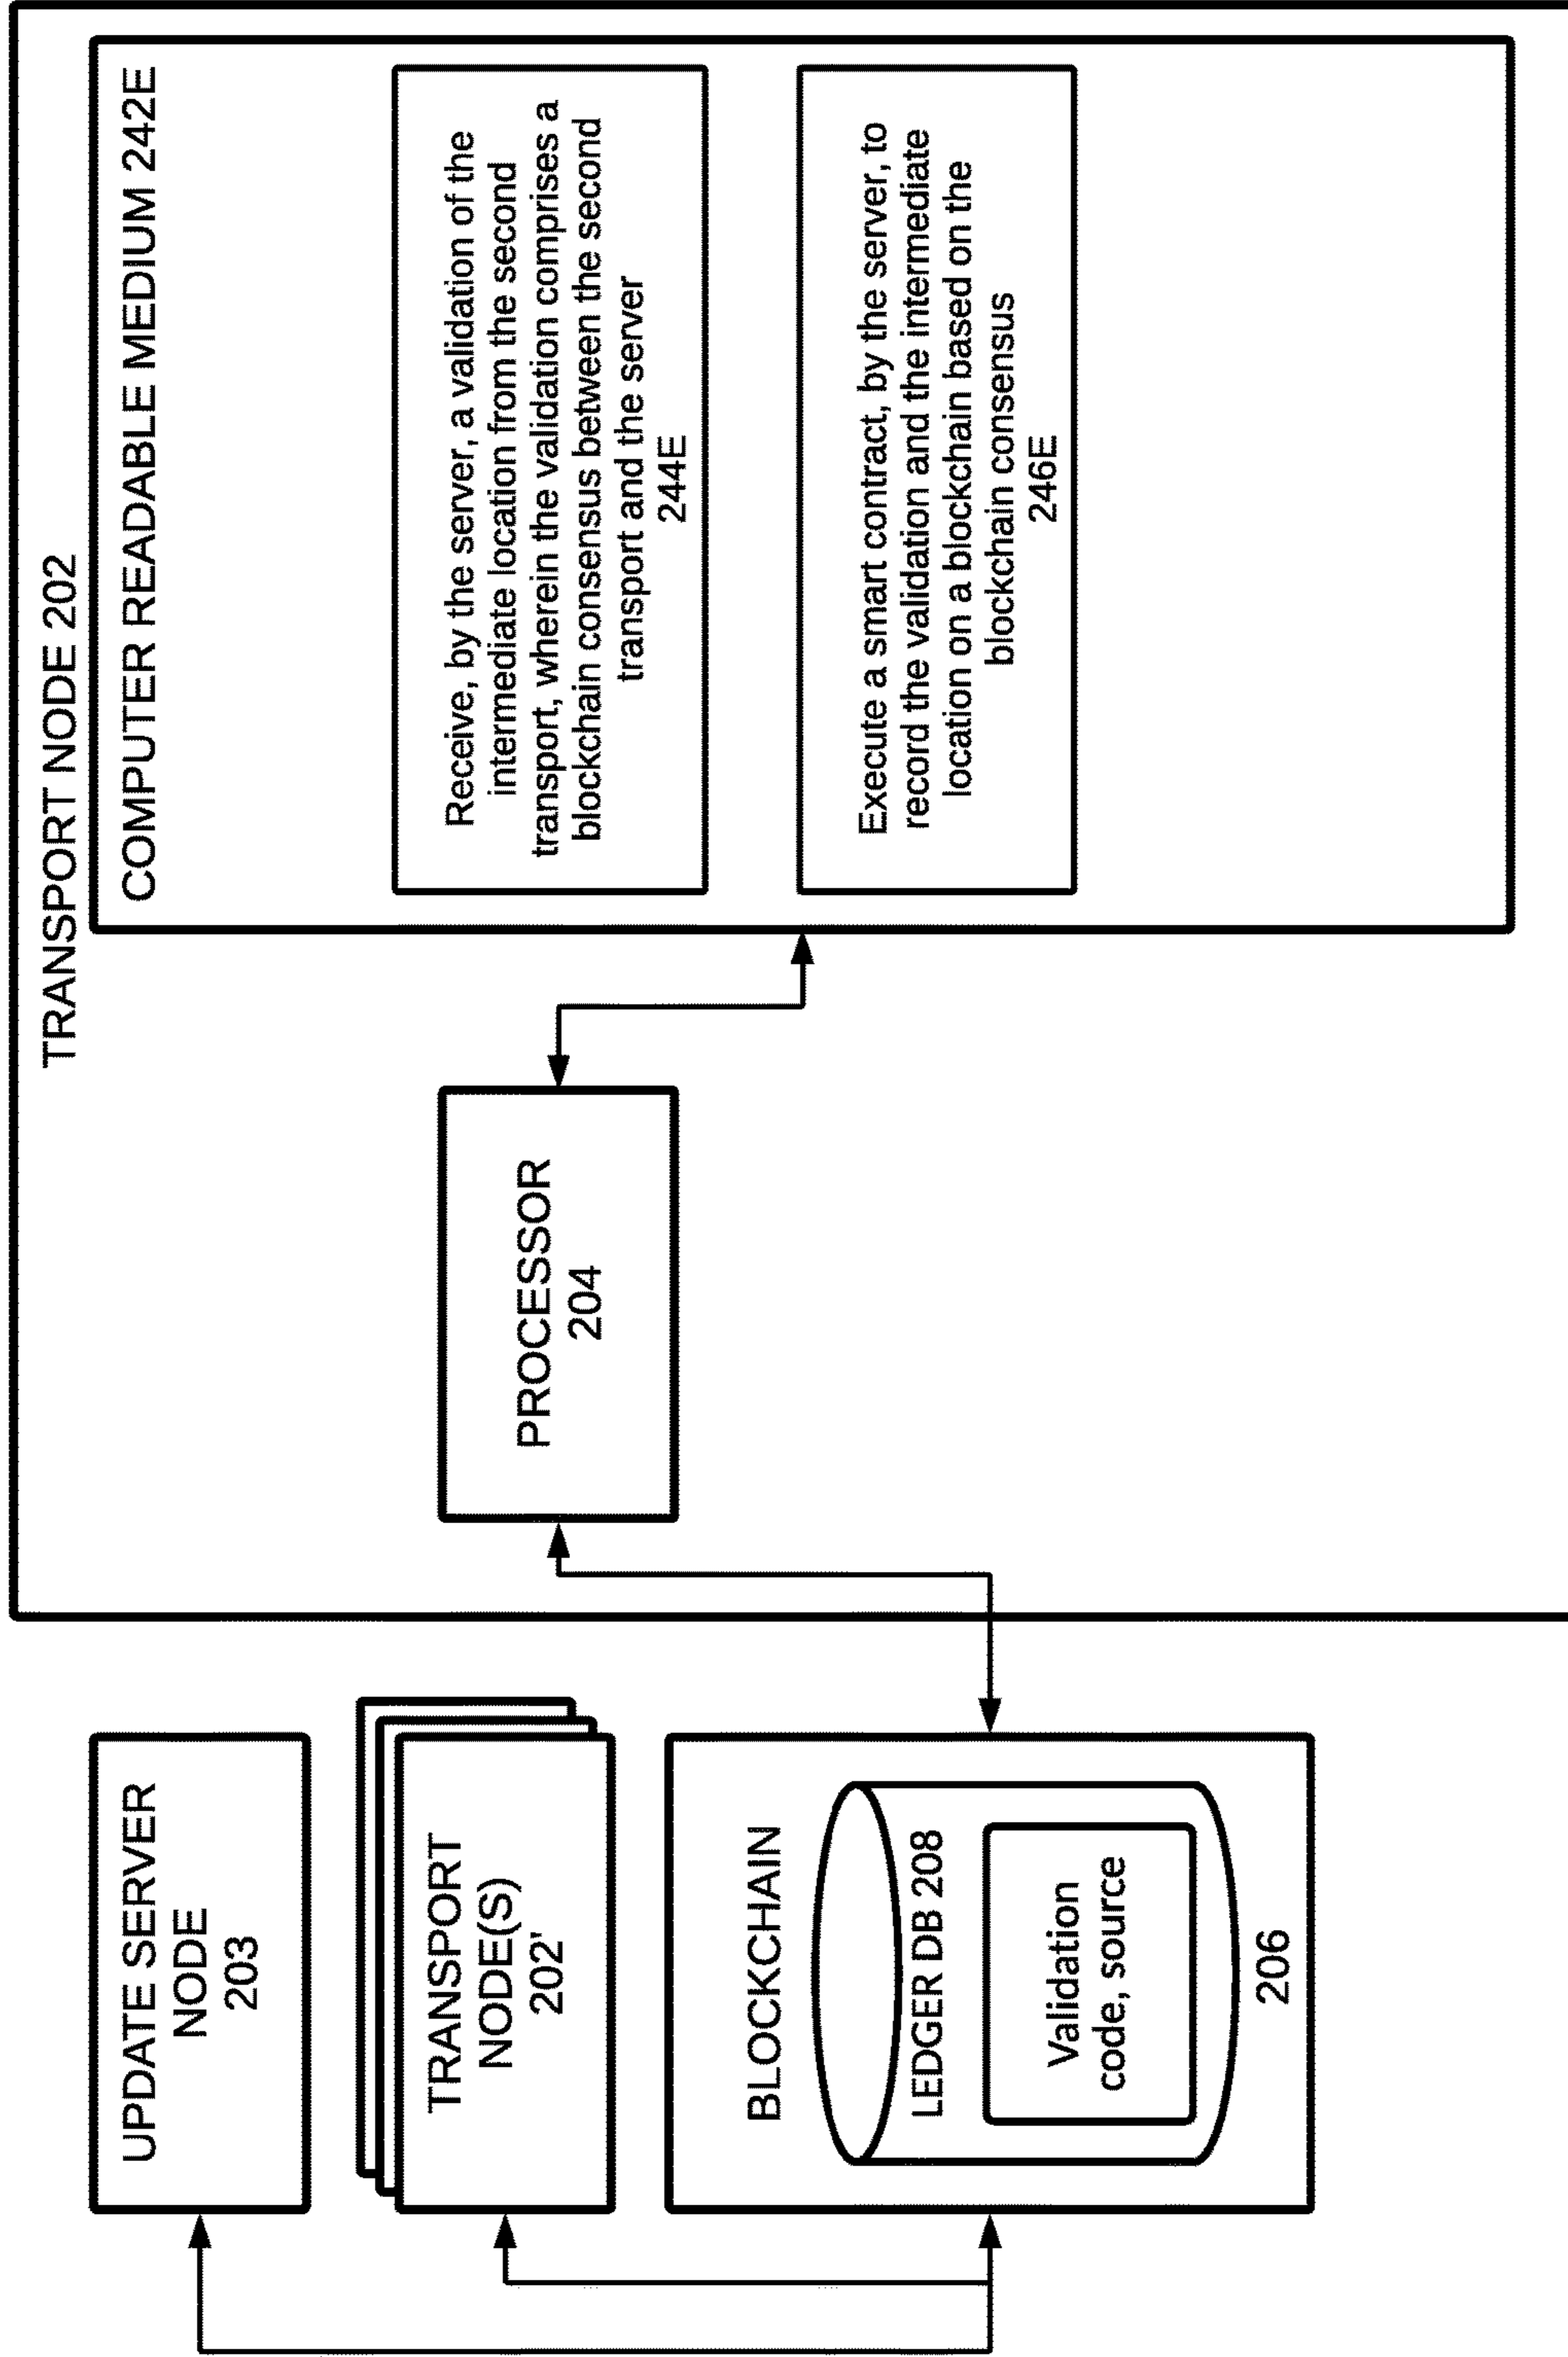 UPDATE SERVER
NODE
203
TRANSPORT
NODE(S)
202'
BLOCKCHAIN
LEDGER DB 208
Validation
code, source
206
TRANSPORT NODE 202
PROCESSOR
204
COMPUTER READABLE MEDIUM 242E
Receive, by the server, a validation of the
intermediate location from the second
transport, wherein the validation comprises a
blockchain consensus between the second
transport and the server
244E
Execute a smart contract, by the server, to
record the validation and the intermediate
location on a blockchain based on the
blockchain consensus
246E